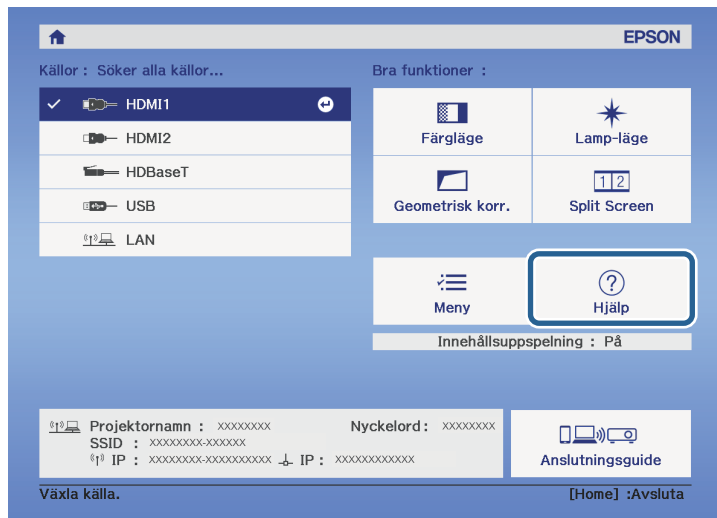 EPSON
Källor : Söker alla källor...
HDMI1
HDMI2
HDBaseT
USB
LAN
Bra funktioner :
Färgläge
Lamp-läge
Geometrisk korr.
1 2
Split Screen
Meny
?
Hjälp
Innehållsuppspelning : På
Projektornamn : xxxxxxxx Nyckelord : xxxxxxxx
SSID : xxxxxxxx-xxxxxx
IP : xxxxxxxx-xxxxxxxxxx IP : xxxxxxxxxxxx
Anslutningsguide
Växla källa. [Home] :Avsluta